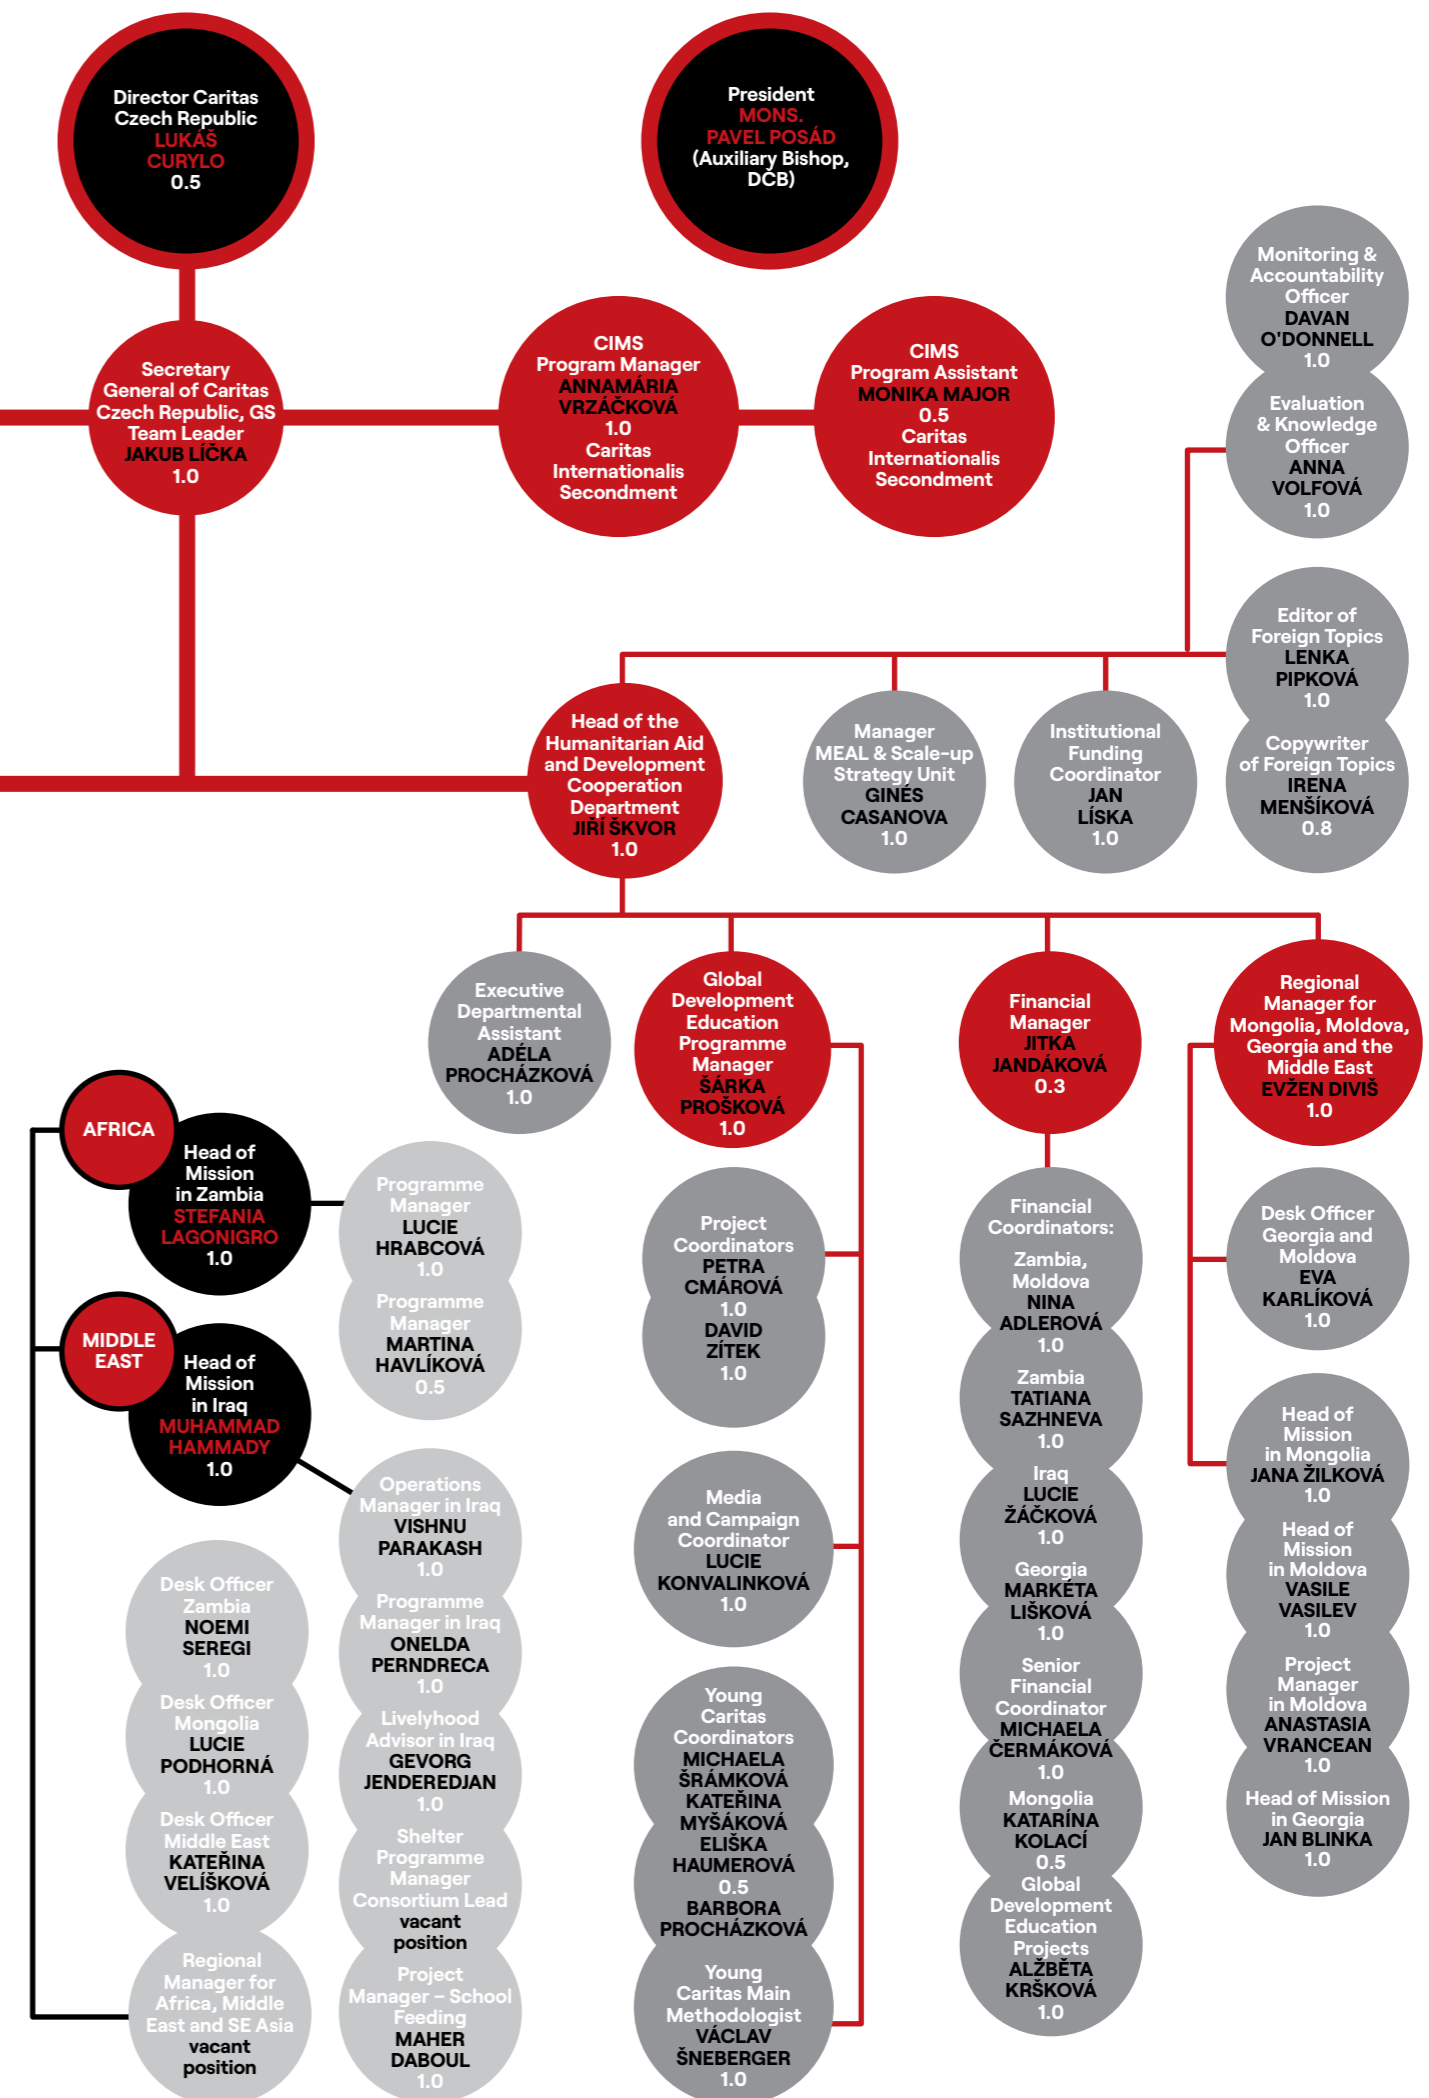 Director Caritas
Czech Republic
LUKÁŠ
CURYLO
0.5
President
MONS.
PAVEL POSÁD
(Auxiliary Bishop,
DČB)
Secretary
General of Caritas
Czech Republic, GS
Team Leader
JAKUB LÍČKA
1.0
CIMS
Program Manager
ANNAMÁRIA
VRZÁČKOVÁ
1.0
Caritas
Internationalis
Secondment
CIMS
Program Assistant
MONIKA MAJOR
0.5
Caritas
Internationalis
Secondment
Monitoring &
Accountability
Officer
DAVAN
O'DONNELL
1.0
Evaluation
& Knowledge
Officer
ANNA
VOLFOVÁ
1.0
Editor of
Foreign Topics
LENKA
PIPKOVÁ
1.0
Copywriter
of Foreign Topics
IRENA
MENŠÍKOVÁ
0.8
Head of the
Humanitarian Aid
and Development
Cooperation
Department
JIŘÍ ŠKVOR
1.0
Manager
MEAL & Scale-up
Strategy Unit
GINÉS
CASANOVA
1.0
Institutional
Funding
Coordinator
JAN
LÍSKA
1.0
Executive
Departmental
Assistant
ADÉLA
PROCHÁZKOVÁ
1.0
Global
Development
Education
Programme
Manager
ŠÁRKA
PROŠKOVÁ
1.0
Financial
Manager
JITKA
JANDÁKOVÁ
0.3
Regional
Manager for
Mongolia, Moldova,
Georgia and the
Middle East
EVŽEN DIVIŠ
1.0
AFRICA
Head of
Mission
in Zambia
STEFANIA
LAGONIGRO
1.0
Programme
Manager
LUCIE
HRABCOVÁ
1.0
Programme
Manager
MARTINA
HAVLÍKOVÁ
0.5
MIDDLE
EAST
Head of
Mission
in Iraq
MUHAMMAD
HAMMADY
1.0
Operations
Manager in Iraq
VISHNU
PARAKASH
1.0
Programme
Manager in Iraq
ONELDA
PERNDRECA
1.0
Livelyhood
Advisor in Iraq
GEVORG
JENDEREDJAN
1.0
Shelter
Programme
Manager
Consortium Lead
vacant
position
Project
Manager – School
Feeding
MAHER
DABOUL
1.0
Desk Officer
Zambia
NOEMI
SEREGI
1.0
Desk Officer
Mongolia
LUCIE
PODHORNÁ
1.0
Desk Officer
Middle East
KATEŘINA
VELÍŠKOVÁ
1.0
Regional
Manager for
Africa, Middle
East and SE Asia
vacant
position
Project
Coordinators
PETRA
CMÁROVÁ
1.0
DAVID
ZÍTEK
1.0
Media
and Campaign
Coordinator
LUCIE
KONVALINKOVÁ
1.0
Young
Caritas
Coordinators
MICHAELA
ŠRÁMKOVÁ
KATEŘINA
MYŠÁKOVÁ
ELIŠKA
HAUMEROVÁ
0.5
BARBORA
PROCHÁZKOVÁ
Young
Caritas Main
Methodologist
VÁCLAV
ŠNEBERGER
1.0
Financial
Coordinators:
Zambia,
Moldova
NINA
ADLEROVÁ
1.0
Zambia
TATIANA
SAZHNEVA
1.0
Iraq
LUCIE
ŽÁČKOVÁ
1.0
Georgia
MARKÉTA
LIŠKOVÁ
1.0
Senior
Financial
Coordinator
MICHAELA
ČERMÁKOVÁ
1.0
Mongolia
KATARÍNA
KOLACÍ
0.5
Global
Development
Education
Projects
ALŽBĚTA
KRŠKOVÁ
1.0
Desk Officer
Georgia and
Moldova
EVA
KARLÍKOVÁ
1.0
Head of
Mission
in Mongolia
JANA ŽILKOVÁ
1.0
Head of
Mission
in Moldova
VASILE
VASILEV
1.0
Project
Manager
in Moldova
ANASTASIA
VRANCEAN
1.0
Head of Mission
in Georgia
JAN BLINKA
1.0